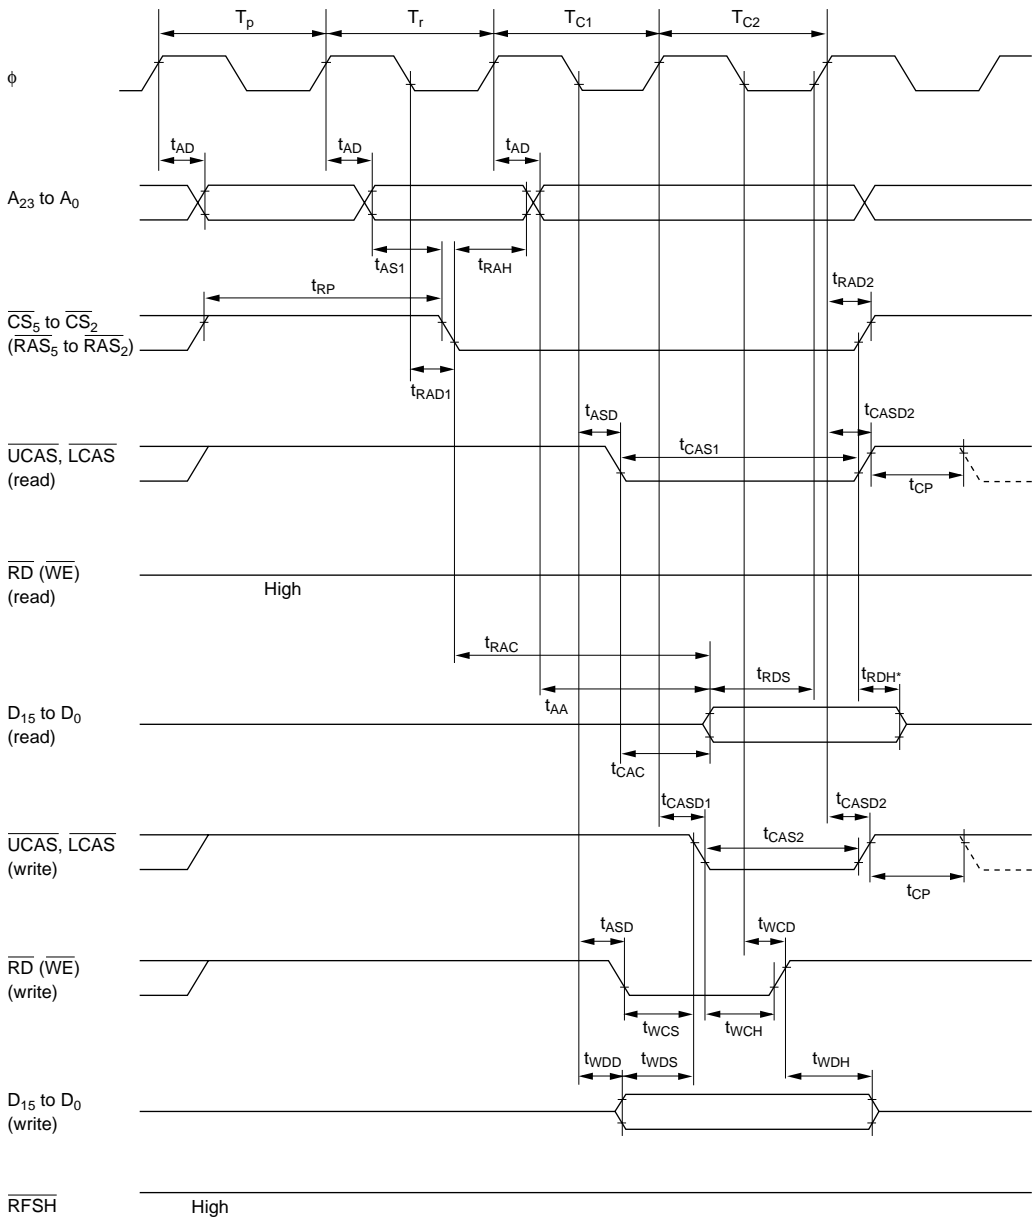 Tp Tr TC1 TC2
ϕ
tAD tAD tAD
A23 to A0
tAS1 tRAH
tRP tRAD2
CS5 to CS2
(RAS5 to RAS2)
tRAD1
tASD tCASD2
UCAS, LCAS
(read)
tCAS1
tCP
RD (WE)
(read)
High
tRAC
tRDS tRDH*
tAA
D15 to D0
(read)
tCAC
tCASD1 tCASD2
UCAS, LCAS
(write)
tCAS2
tCP
tASD tWCD
RD (WE)
(write)
tWCS tWCH
tWDD tWDS tWDH
D15 to D0
(write)
RFSH High